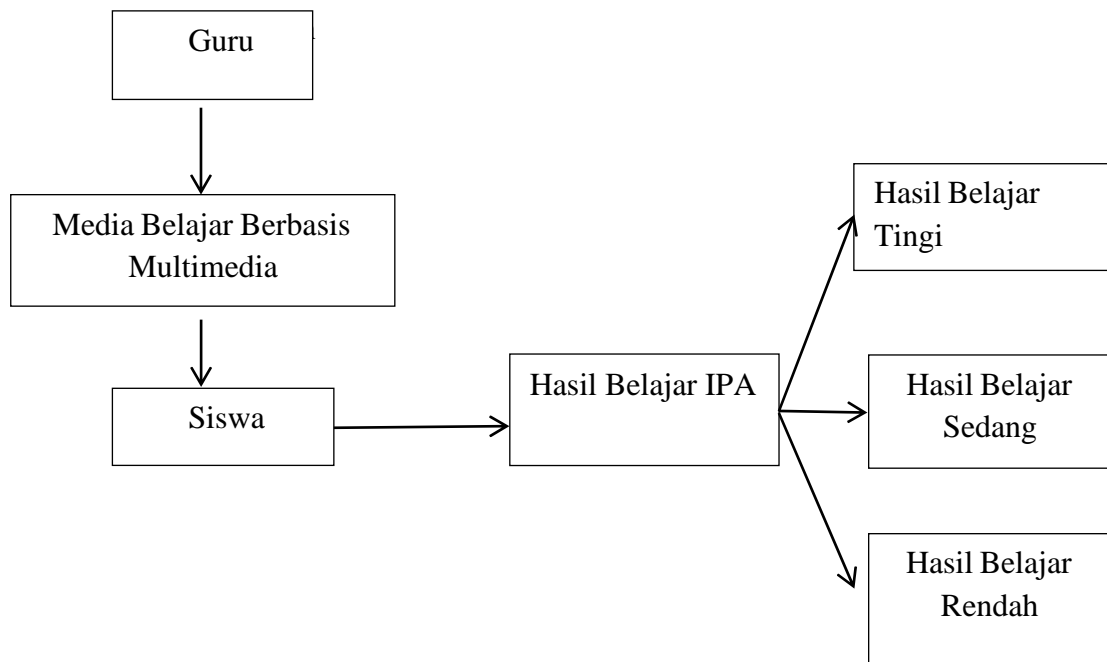 Guru
Media Belajar Berbasis
Multimedia
Siswa
Hasil Belajar IPA
Hasil Belajar
Tingi
Hasil Belajar
Sedang
Hasil Belajar
Rendah